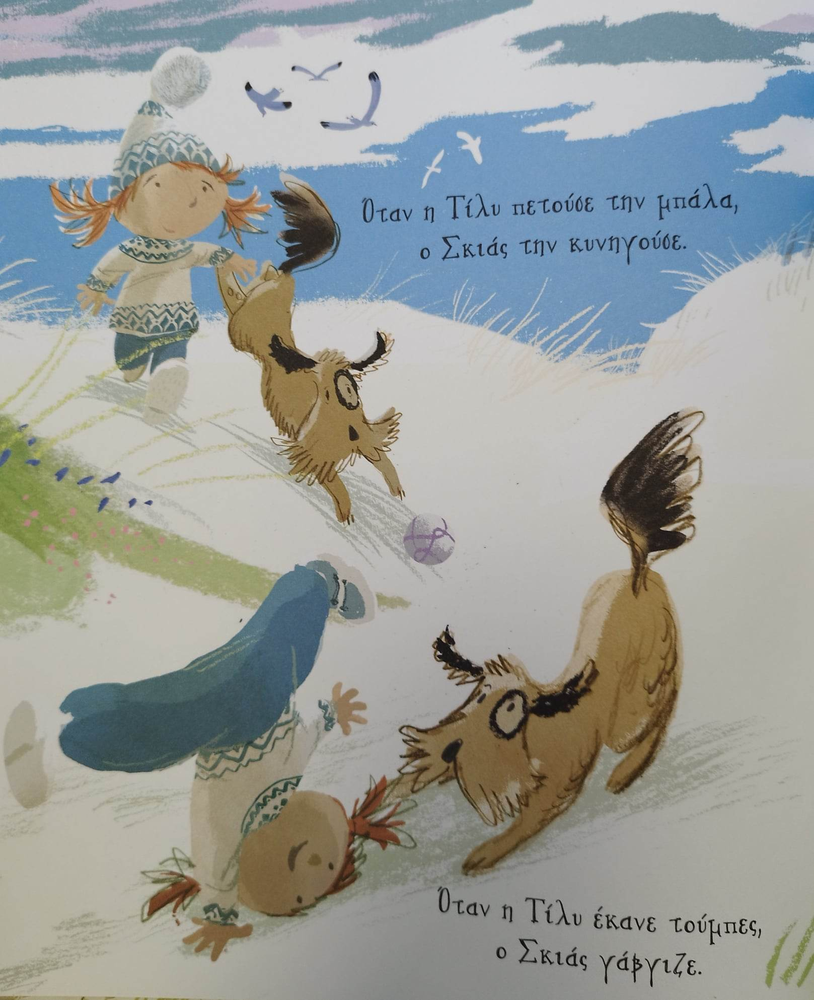 Όταν η Τίλυ πετούσε την μπάλα,
ο Σκιάς την κυνηγούσε.
Όταν η Τίλυ έκανε τούμπες,
ο Σκιάς γάβγιζε.